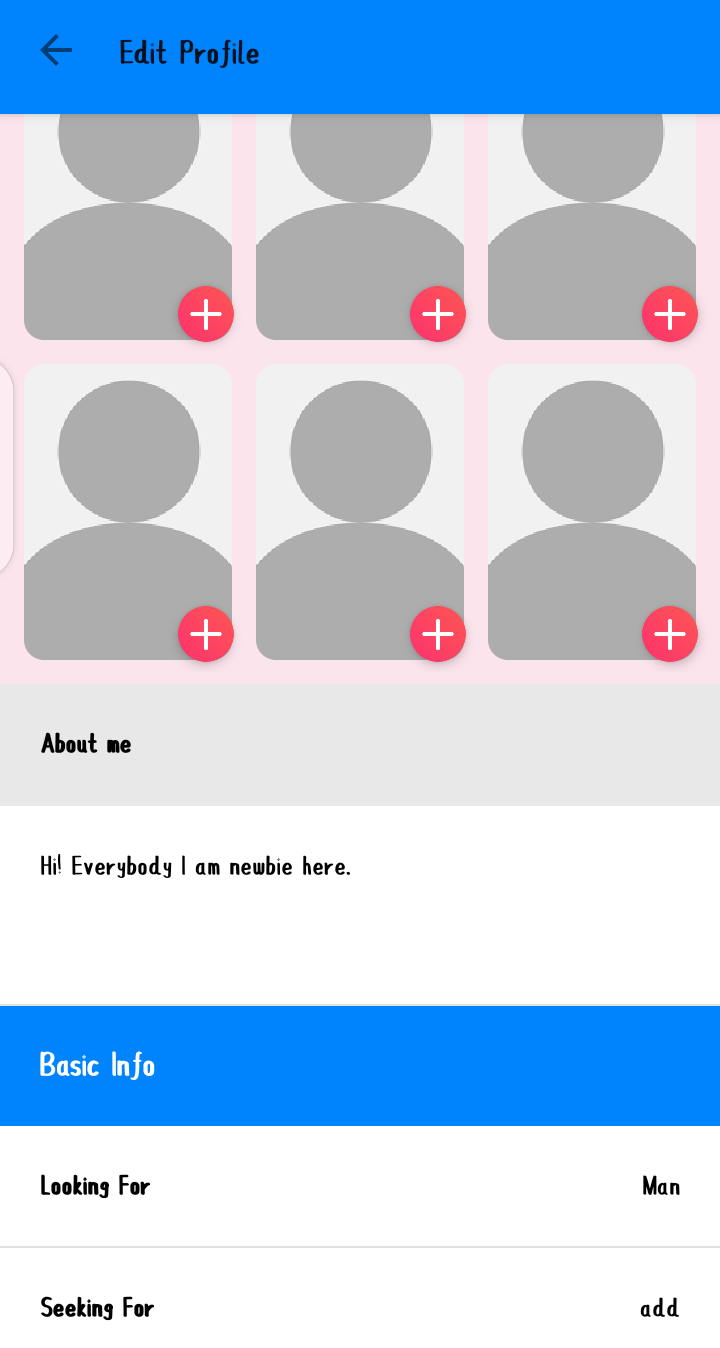 Edit Profile
About me
Hi! Everybody I am newbie here.
Basic Info
Looking For Man
Seeking For add